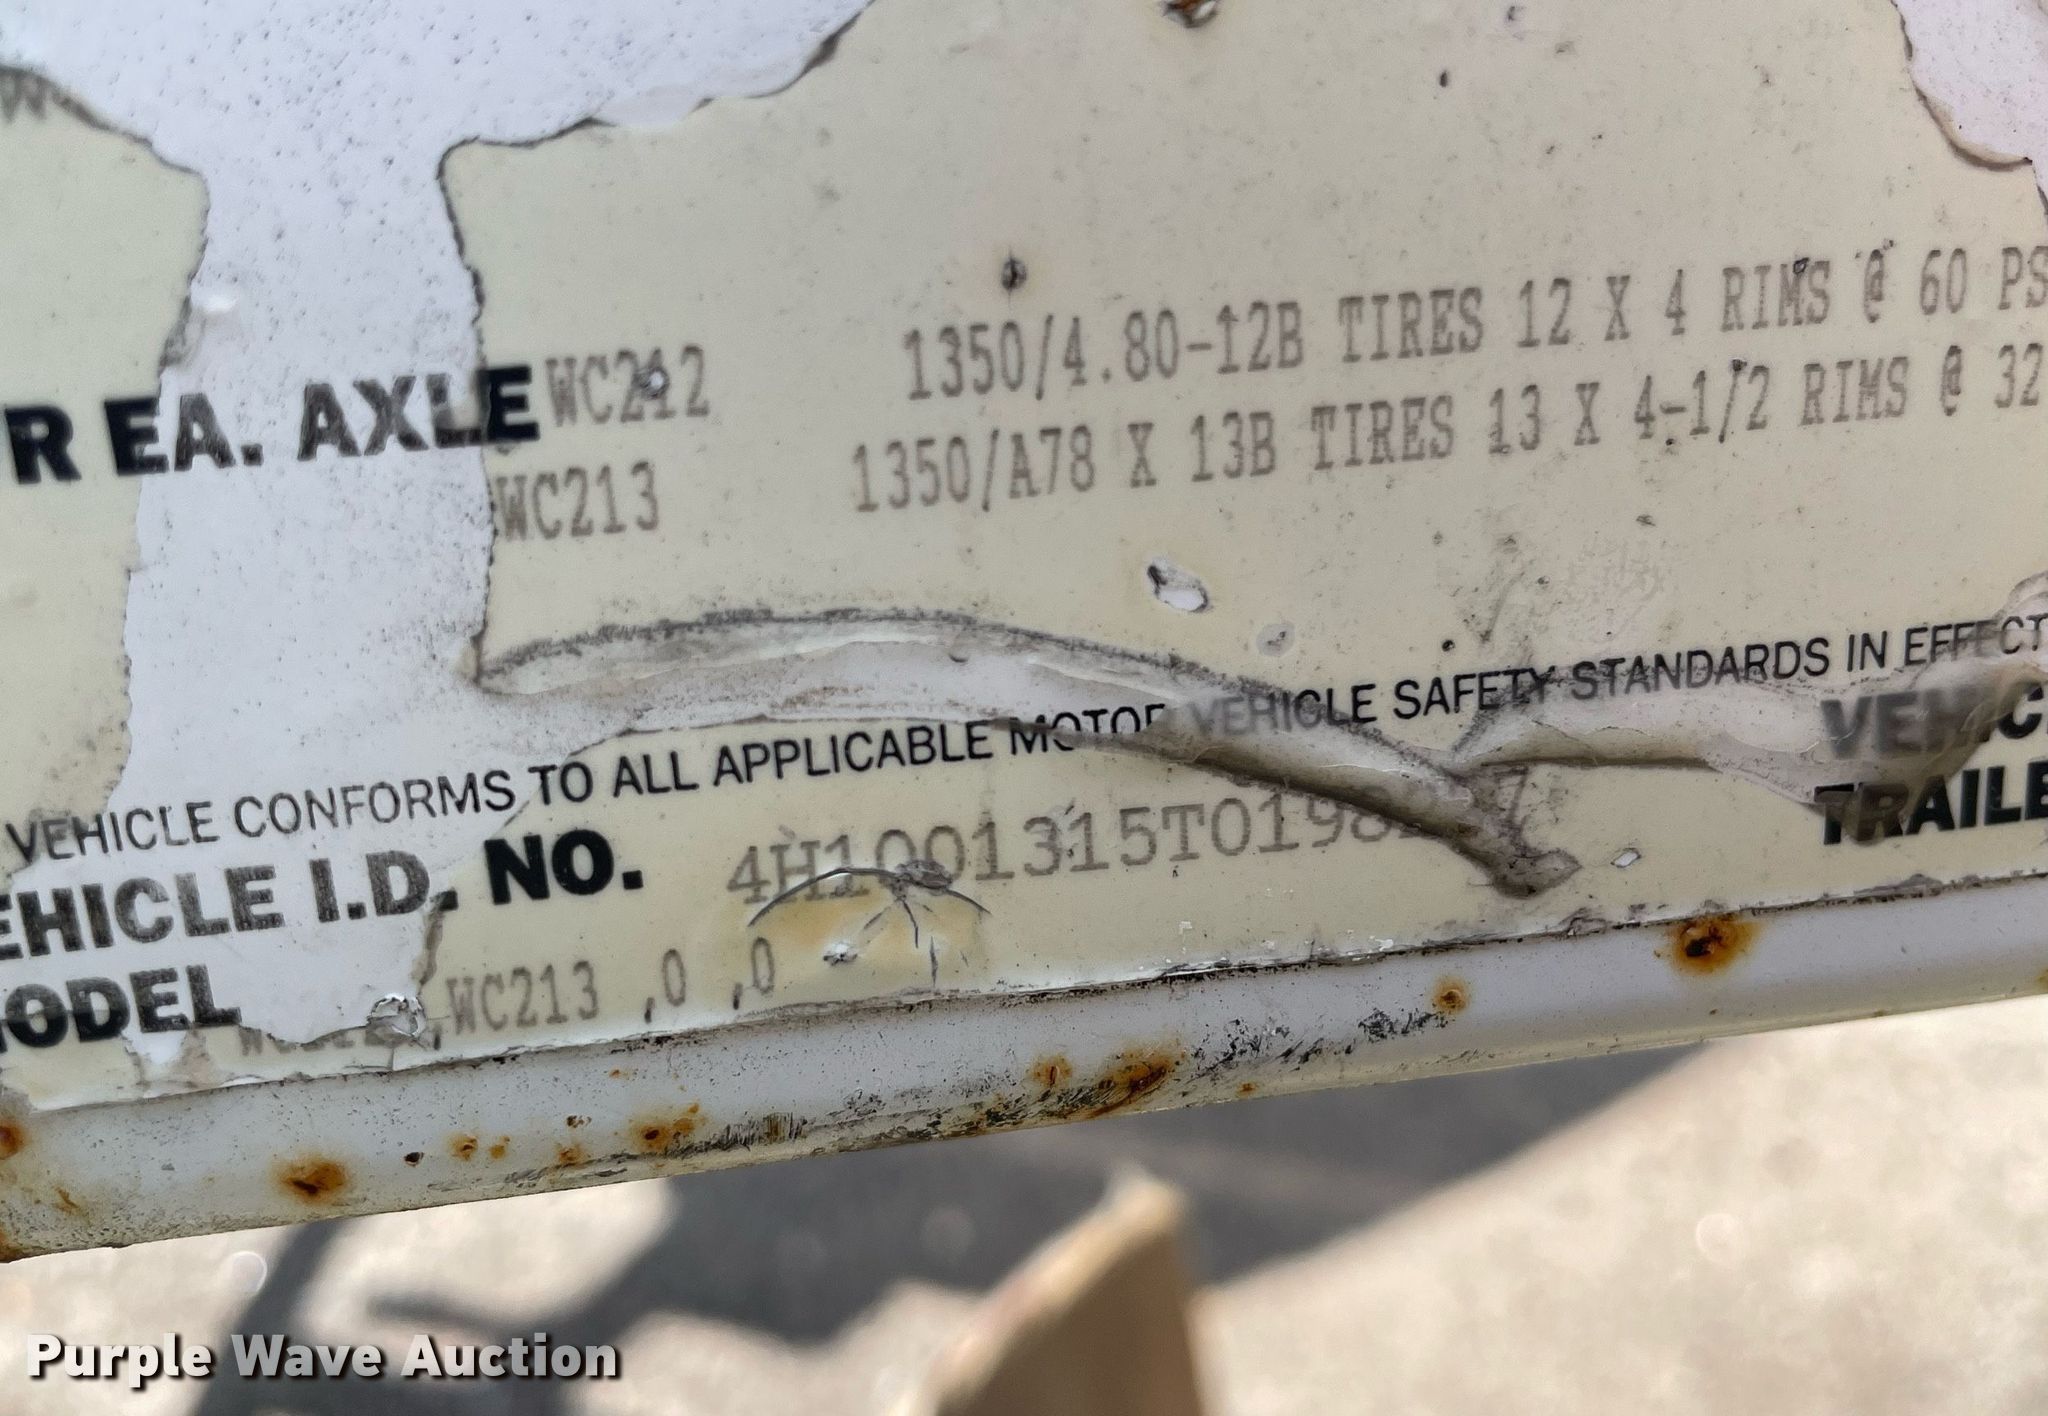 R EA. AXLE WC212 1350/4.80-12B TIRES 12 X 4 RIMS @ 60 PS
WC213 1350/A78 X 13B TIRES 13 X 4-1/2 RIMS @ 32
VEHICLE CONFORMS TO ALL APPLICABLE MOTOR VEHICLE SAFETY STANDARDS IN EFFECT
EHICLE I.D. NO. VEHIC
ODEL ,WC213 ,0 ,0 TRAILE
Purple Wave Auction